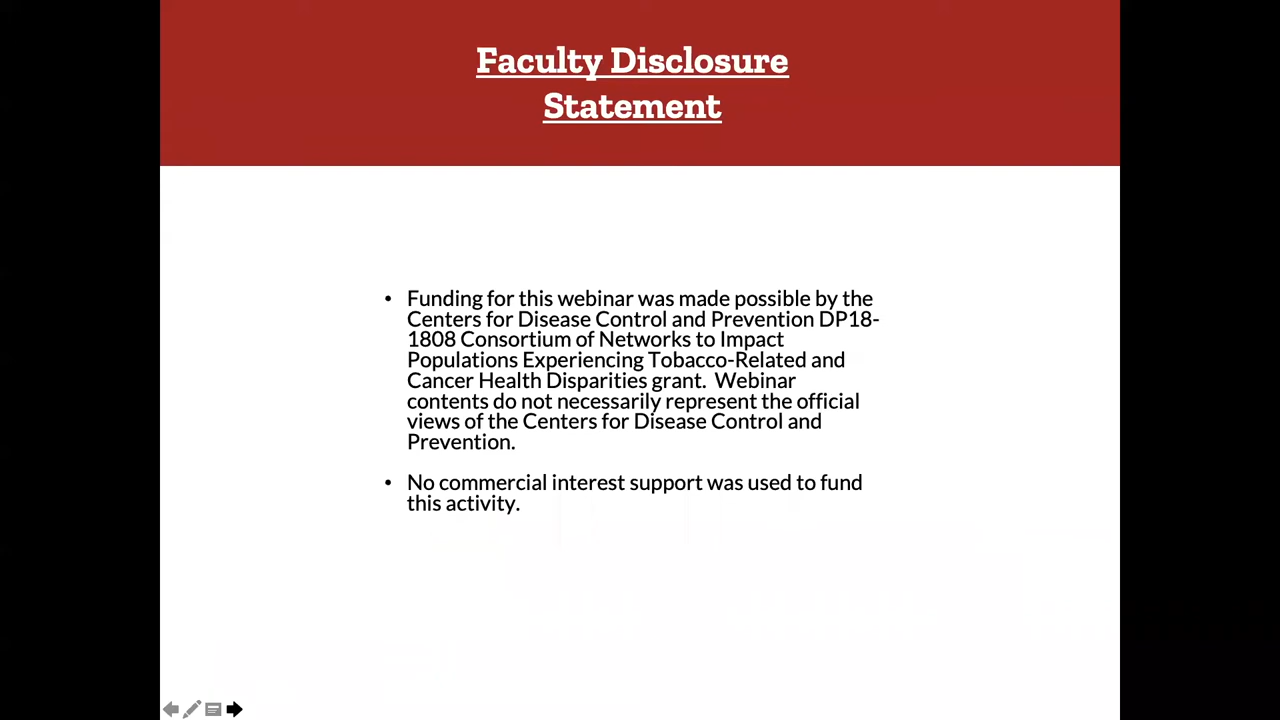 Faculty Disclosure
Statement
• Funding for this webinar was made possible by the
Centers for Disease Control and Prevention DP18-
1808 Consortium of Networks to Impact
Populations Experiencing Tobacco-Related and
Cancer Health Disparities grant.  Webinar
contents do not necessarily represent the official
views of the Centers for Disease Control and
Prevention.
• No commercial interest support was used to fund
this activity.